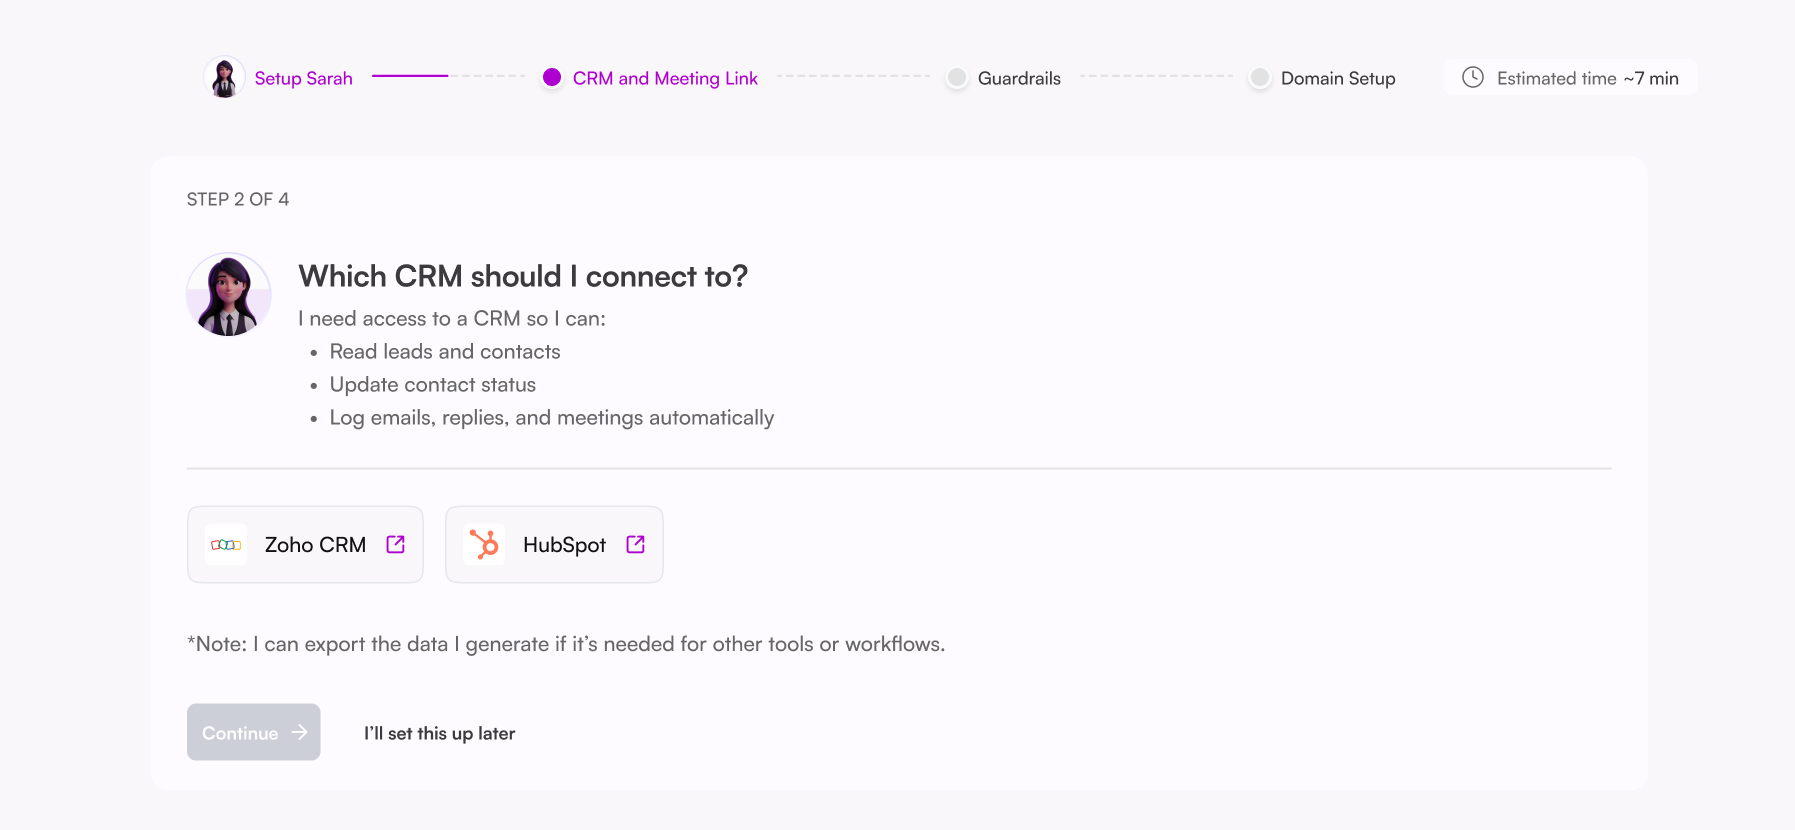 Setup Sarah
CRM and Meeting Link
Guardrails
Domain Setup
Estimated time ~7 min
STEP 2 OF 4
Which CRM should I connect to?
I need access to a CRM so I can:
• Read leads and contacts
• Update contact status
• Log emails, replies, and meetings automatically
Zoho CRM
HubSpot
*Note: I can export the data I generate if it’s needed for other tools or workflows.
Continue
I’ll set this up later